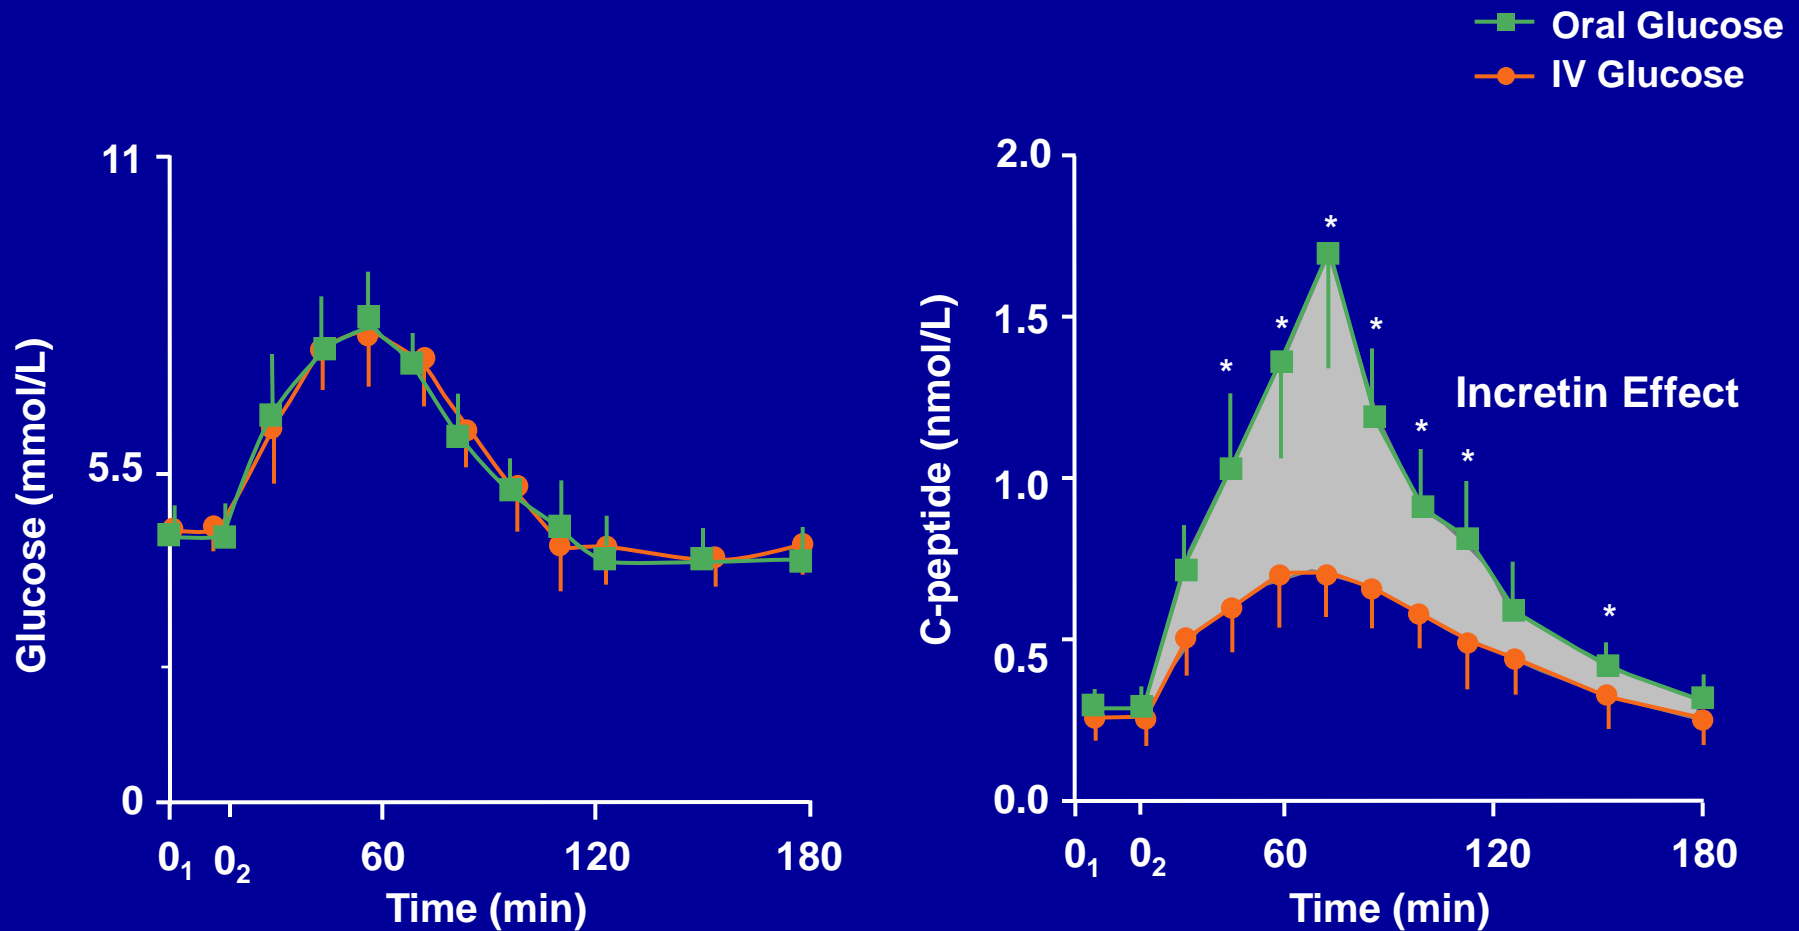 Oral Glucose
IV Glucose
11
5.5
0
Glucose (mmol/L)
0₁ 0₂ 60 120 180
Time (min)
2.0
1.5
1.0
0.5
0.0
C-peptide (nmol/L)
* * * * * * *
*
Incretin Effect
0₁ 0₂ 60 120 180
Time (min)